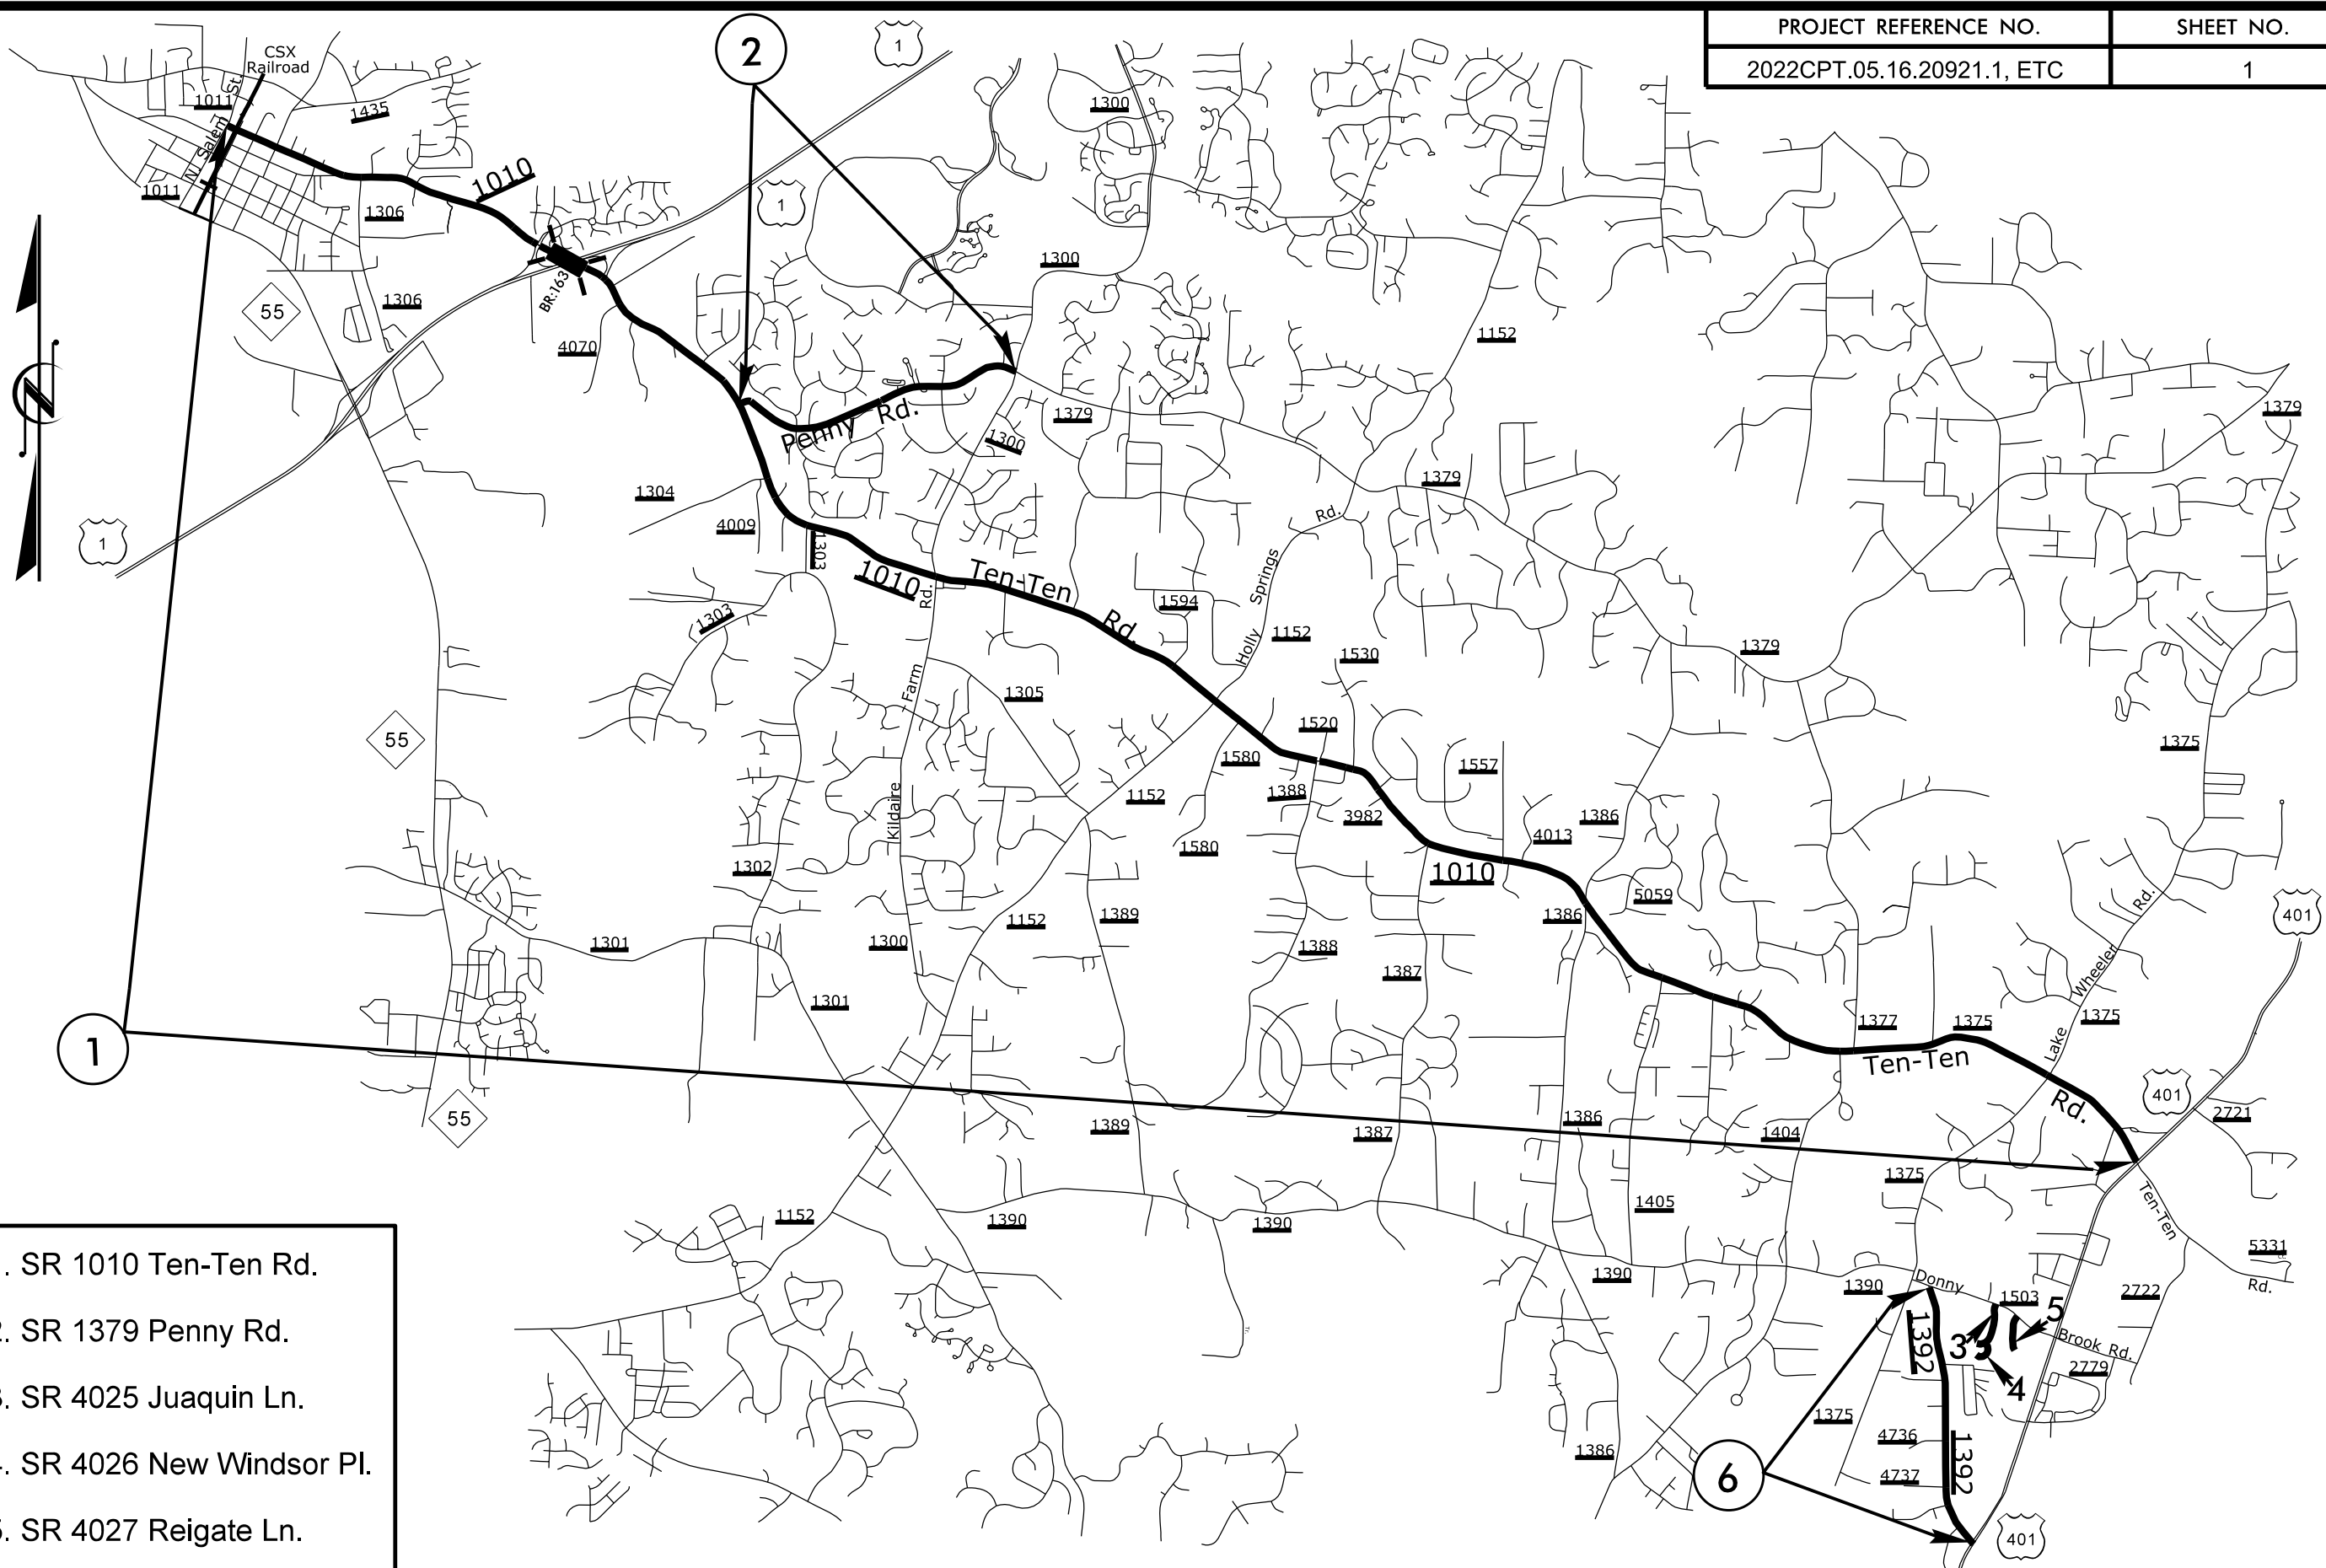 PROJECT REFERENCE NO.
SHEET NO.
2022CPT.05.16.20921.1, ETC
1
2
1
CSX
Railroad
1011
N. Salem St.
1435
1300
1010
1011
1306
1
1300
55
1306
BR:163
4070
1152
Penny Rd.
1379
1300
1379
1304
1379
4009
1
1303
1010
Rd.
Ten-Ten
Rd.
Rd.
Springs
Holly
1594
1303
1152
1530
1379
Farm
1305
55
1520
1580
1557
1375
Kildaire
1152
1388
3982
1386
4013
1580
1302
1010
5059
Rd.
1386
401
1152
1389
1301
1300
1388
1387
Wheeler
1301
1377
1375
1375
Lake
1
Ten-Ten
Rd.
401
55
1389
1387
1386
1404
2721
1375
1405
Ten-Ten
1152
1390
1390
5331
Rd.
1390
1390
Donny
1503
2722
5
3
1392
Brook Rd.
2779
4
1375
4736
1386
1392
4737
6
401
. SR 1010 Ten-Ten Rd.
2. SR 1379 Penny Rd.
3. SR 4025 Juaquin Ln.
4. SR 4026 New Windsor Pl.
5. SR 4027 Reigate Ln.